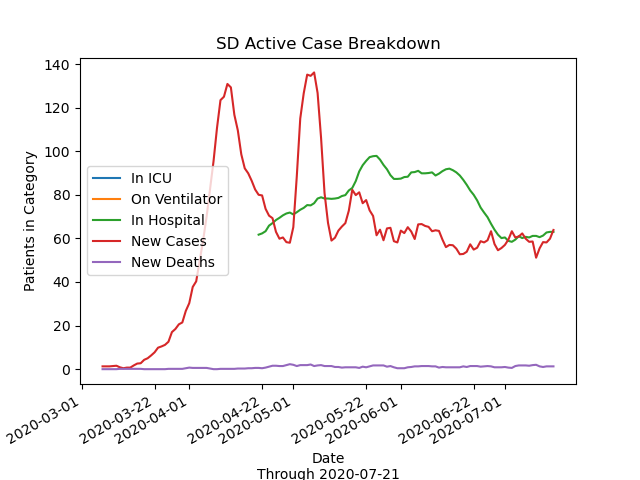 SD Active Case Breakdown
140
120
100
80
60
40
20
0
Patients in Category
In ICU
On Ventilator
In Hospital
New Cases
New Deaths
2020-03-01
2020-03-22
2020-04-01
2020-04-22
2020-05-01
2020-05-22
2020-06-01
2020-06-22
2020-07-01
Date
Through 2020-07-21